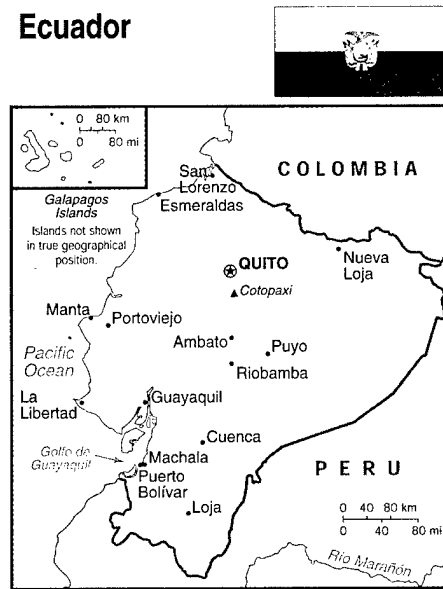 Ecuador
0 80 km
0 80 mi
Galapagos
Islands
Islands not shown
in true geographical
position.
San
Lorenzo
Esmeraldas
COLOMBIA
QUITO
Cotopaxi
Nueva
Loja
Manta
Portoviejo
Pacific
Ocean
Ambato
Puyo
Riobamba
La
Libertad
Guayaquil
Golfo de
Guayaquil
Cuenca
Machala
Puerto
Bolívar
Loja
PERU
0 40 80 km
0 40 80 mi
Río Marañón